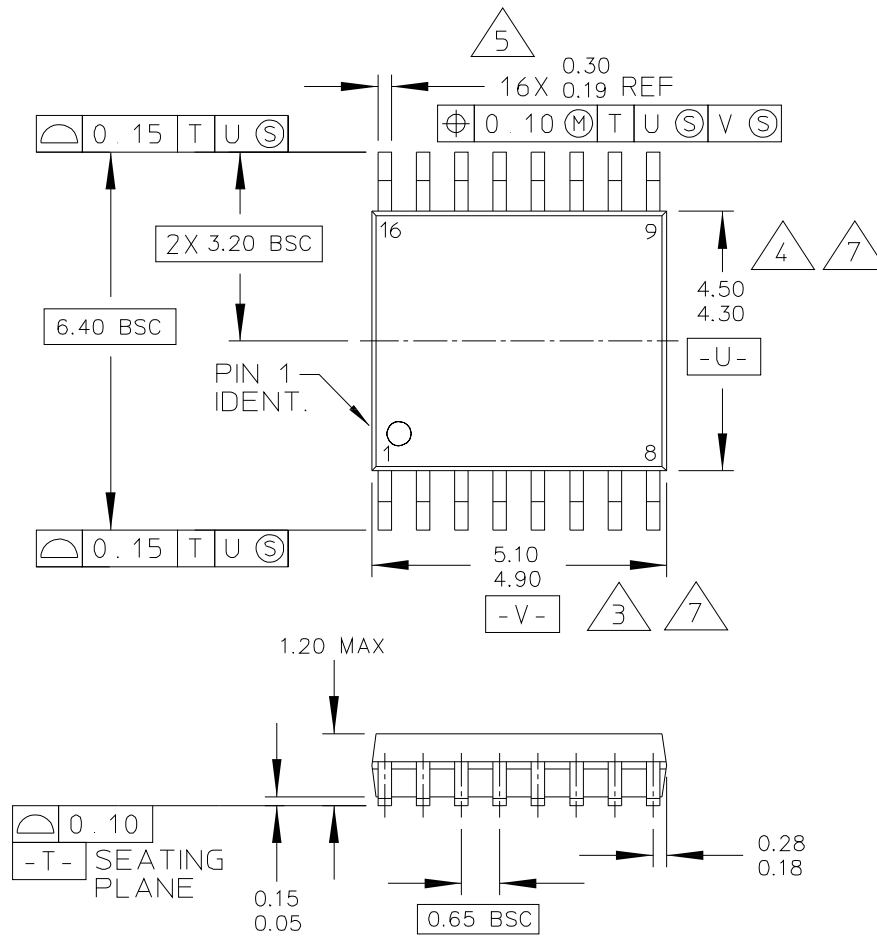 5
16X 0.30
0.19 REF
⌓ 0.15 T U Ⓢ
⌖ 0.10 Ⓜ T U Ⓢ V Ⓢ
16
9
2X 3.20 BSC
4
7
4.50
4.30
6.40 BSC
-U-
PIN 1
IDENT.
1
8
⌓ 0.15 T U Ⓢ
5.10
4.90
-V-
3
7
1.20 MAX
⌓ 0.10
-T- SEATING
PLANE
0.28
0.18
0.15
0.05
0.65 BSC